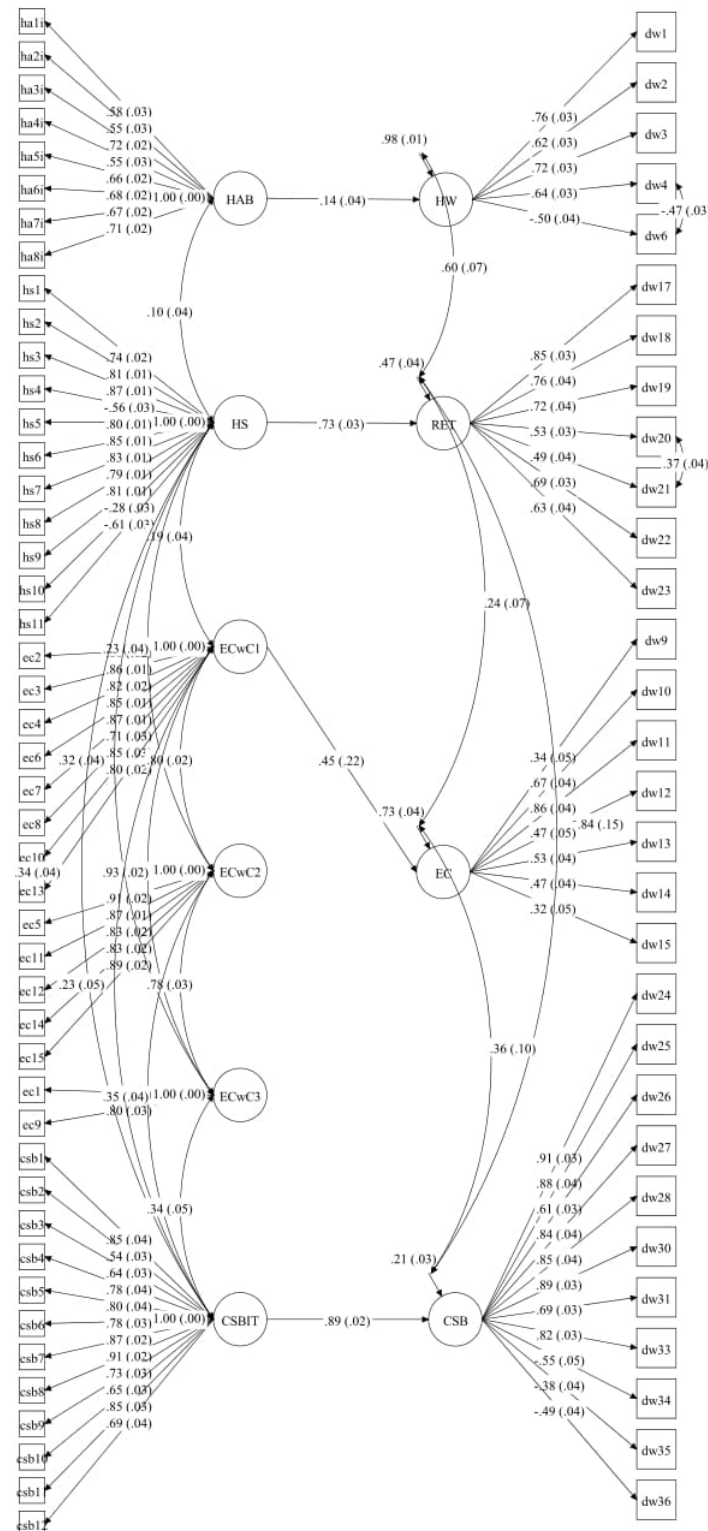 ha1i
ha2i
ha3i
ha4i
ha5i
ha6i
ha7i
ha8i
.58 (.03)
.55 (.03)
.72 (.02)
.55 (.03)
.66 (.02)
.68 (.02)
.67 (.02)
.71 (.02)
1.00 (.00)
HAB
.14 (.04)
.98 (.01)
HW
.76 (.03)
.62 (.03)
.72 (.03)
.64 (.03)
-.50 (.04)
dw1
dw2
dw3
dw4
dw6
-.47 (.03
.10 (.04)
.60 (.07)
hs1
hs2
hs3
hs4
hs5
hs6
hs7
hs8
hs9
hs10
hs11
.74 (.02)
.81 (.01)
.87 (.01)
-.56 (.03)
.80 (.01)
.85 (.01)
.83 (.01)
.79 (.01)
.81 (.01)
-.28 (.03)
-.61 (.03)
1.00 (.00)
HS
.73 (.03)
.47 (.04)
RET
.85 (.03)
.76 (.04)
.72 (.04)
.53 (.03)
.49 (.04)
.69 (.03)
.63 (.04)
dw17
dw18
dw19
dw20
dw21
dw22
dw23
.37 (.04)
.19 (.04)
.24 (.07)
ec2
ec3
ec4
ec6
ec7
ec8
ec10
ec13
.23 (.04)
.86 (.01)
.82 (.02)
.85 (.01)
.87 (.01)
.71 (.03)
.85 (.03)
.80 (.02)
1.00 (.00)
ECwC1
.32 (.04)
.80 (.02)
.45 (.22)
.34 (.04)
.93 (.02)
ec5
ec11
ec12
ec14
ec15
.91 (.02)
.87 (.01)
.83 (.02)
.83 (.02)
.89 (.02)
1.00 (.00)
ECwC2
.73 (.04)
EC
.34 (.05)
.67 (.04)
.86 (.04)
.47 (.05)
.53 (.04)
.47 (.04)
.32 (.05)
.84 (.15)
dw9
dw10
dw11
dw12
dw13
dw14
dw15
.23 (.05)
.78 (.03)
.36 (.10)
ec1
ec9
.35 (.04)
.80 (.03)
1.00 (.00)
ECwC3
.34 (.05)
csb1
csb2
csb3
csb4
csb5
csb6
csb7
csb8
csb9
csb10
csb1
csb12
.85 (.04)
.54 (.03)
.64 (.03)
.78 (.04)
.80 (.04)
.78 (.03)
.87 (.02)
.91 (.02)
.73 (.03)
.65 (.03)
.85 (.03)
.69 (.04)
1.00 (.00)
CSBIT
.89 (.02)
.21 (.03)
CSB
.91 (.03)
.88 (.04)
.61 (.03)
.84 (.04)
.85 (.04)
.89 (.03)
.69 (.03)
.82 (.03)
-.55 (.05)
-.38 (.04)
-.49 (.04)
dw24
dw25
dw26
dw27
dw28
dw30
dw31
dw33
dw34
dw35
dw36